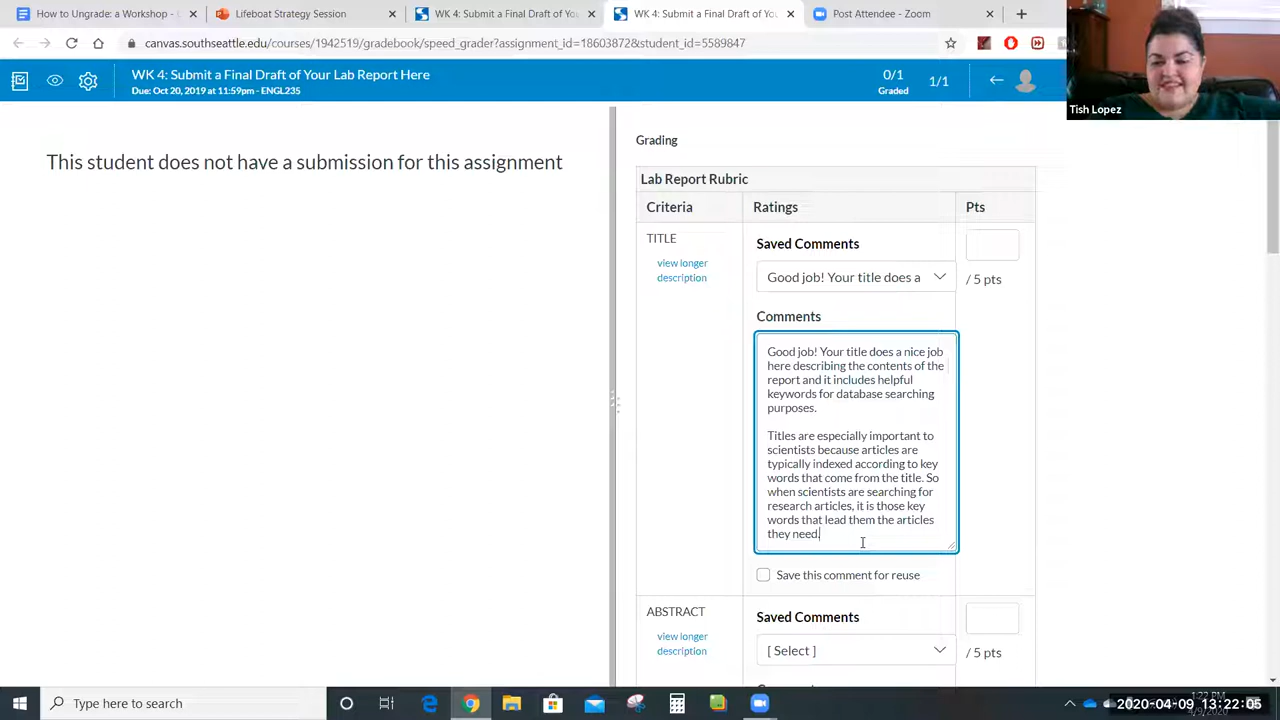 How to Ungrade: a Workshop - 
Lifeboat Strategy Session
WK 4: Submit a Final Draft of You
WK 4: Submit a Final Draft of You
Post Attendee - Zoom
canvas.southseattle.edu/courses/1942519/gradebook/speed_grader?assignment_id=18603872&student_id=5589847
WK 4: Submit a Final Draft of Your Lab Report Here
Due: Oct 20, 2019 at 11:59pm - ENGL235
0/1
Graded
1/1
Tish Lopez
This student does not have a submission for this assignment
Grading
Lab Report Rubric
Criteria
Ratings
Pts
TITLE
view longer
description
Saved Comments
Good job! Your title does a
/ 5 pts
Comments
Good job! Your title does a nice job
here describing the contents of the
report and it includes helpful
keywords for database searching
purposes.
Titles are especially important to
scientists because articles are
typically indexed according to key
words that come from the title. So
when scientists are searching for
research articles, it is those key
words that lead them the articles
they need.
Save this comment for reuse
ABSTRACT
view longer
description
Saved Comments
[ Select ]
/ 5 pts
Type here to search
1:22 PM
2020-04-09 13:22:05